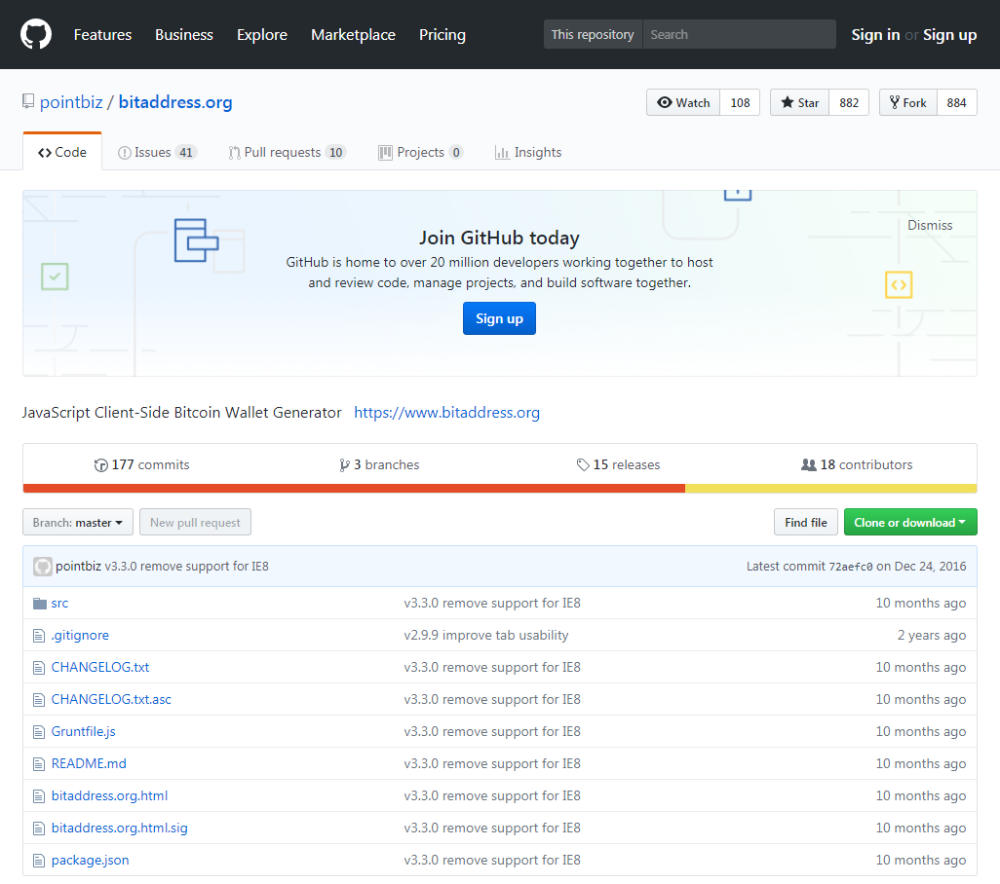 Features Business Explore Marketplace Pricing This repository Search Sign in or Sign up
pointbiz / bitaddress.org Watch 108 Star 882 Fork 884
Code Issues 41 Pull requests 10 Projects 0 Insights
Dismiss
Join GitHub today
GitHub is home to over 20 million developers working together to host
and review code, manage projects, and build software together.
Sign up
JavaScript Client-Side Bitcoin Wallet Generator https://www.bitaddress.org
177 commits 3 branches 15 releases 18 contributors
Branch: master New pull request Find file Clone or download
pointbiz v3.3.0 remove support for IE8 Latest commit 72aefc0 on Dec 24, 2016
src v3.3.0 remove support for IE8 10 months ago
.gitignore v2.9.9 improve tab usability 2 years ago
CHANGELOG.txt v3.3.0 remove support for IE8 10 months ago
CHANGELOG.txt.asc v3.3.0 remove support for IE8 10 months ago
Gruntfile.js v3.3.0 remove support for IE8 10 months ago
README.md v3.3.0 remove support for IE8 10 months ago
bitaddress.org.html v3.3.0 remove support for IE8 10 months ago
bitaddress.org.html.sig v3.3.0 remove support for IE8 10 months ago
package.json v3.3.0 remove support for IE8 10 months ago